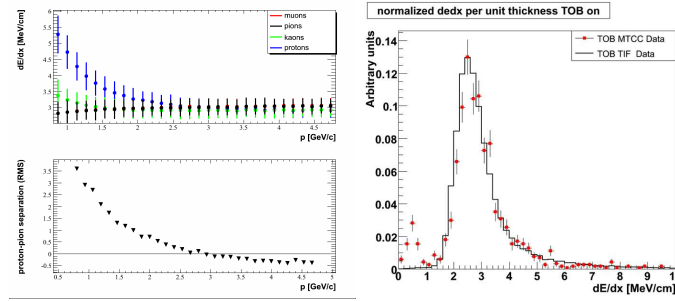 dE/dx [MeV/cm]
6
5.5
5
4.5
4
3.5
3
muons
pions
kaons
protons
1 1.5 2 2.5 3 3.5 4 4.5
p [GeV/c]
proton-pion separation (RMS)
3.5
3
2.5
2
1.5
1
0.5
0
-0.5
0.5 1 1.5 2 2.5 3 3.5 4 4.5 5
p [GeV/c]
normalized dedx per unit thickness TOB on
Arbitrary units
TOB MTCC Data
TOB TIF Data
0.14
0.12
0.1
0.08
0.06
0.04
0.02
0
0 1 2 3 4 5 6 7 8 9
dE/dx [MeV/cm]